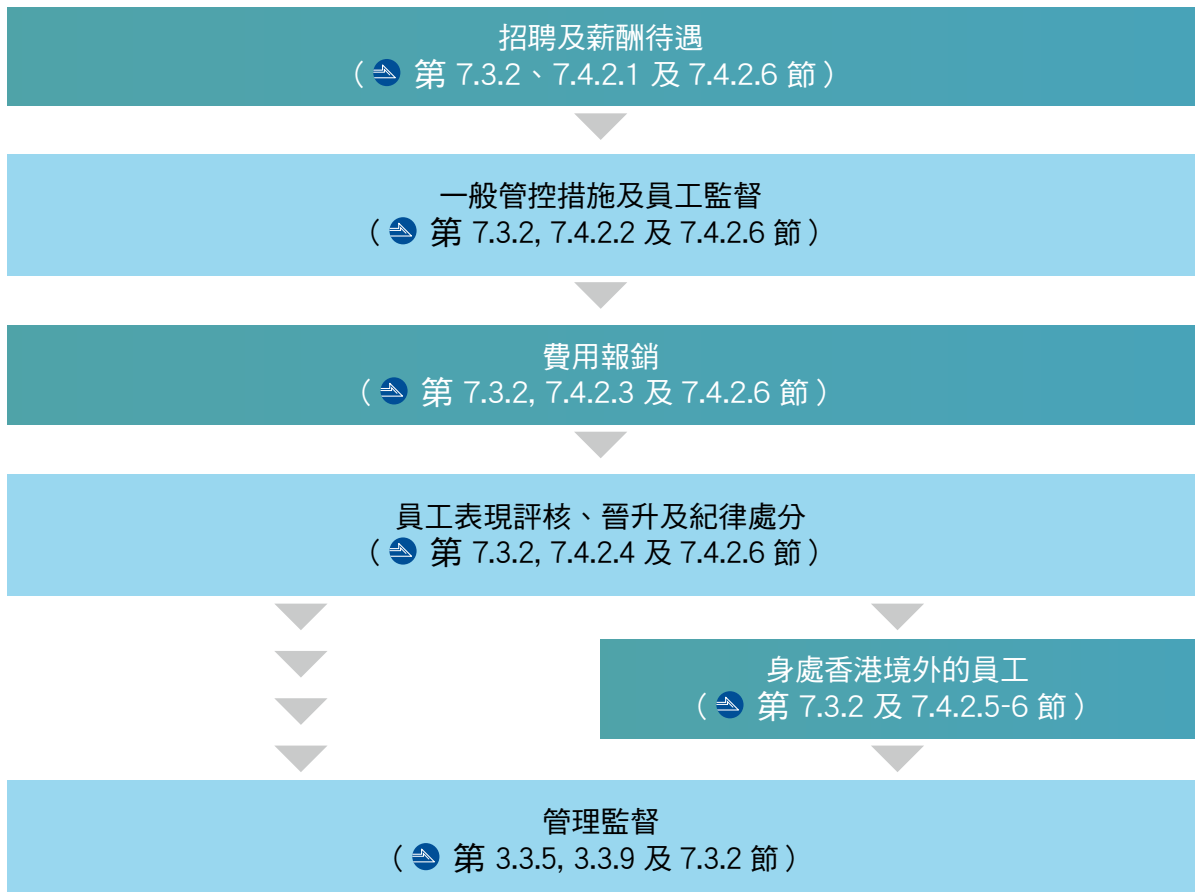 招聘及薪酬待遇
（ 第 7.3.2、7.4.2.1 及 7.4.2.6 節）
一般管控措施及員工監督
（ 第 7.3.2, 7.4.2.2 及 7.4.2.6 節）
費用報銷
（ 第 7.3.2, 7.4.2.3 及 7.4.2.6 節）
員工表現評核、晉升及紀律處分
（ 第 7.3.2, 7.4.2.4 及 7.4.2.6 節）
身處香港境外的員工
（ 第 7.3.2 及 7.4.2.5-6 節）
管理監督
（ 第 3.3.5, 3.3.9 及 7.3.2 節）